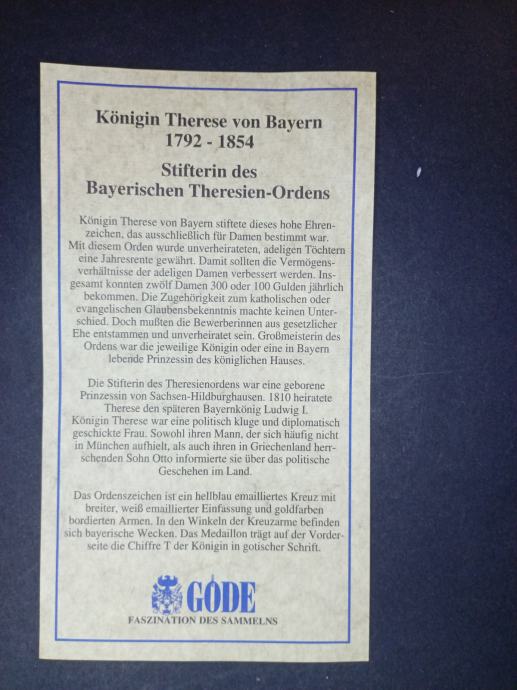 Königin Therese von Bayern
1792 - 1854
Stifterin des
Bayerischen Theresien-Ordens
Königin Therese von Bayern stiftete dieses hohe Ehren-
zeichen, das ausschließlich für Damen bestimmt war.
Mit diesem Orden wurde unverheirateten, adeligen Töchtern
eine Jahresrente gewährt. Damit sollten die Vermögens-
verhältnisse der adeligen Damen verbessert werden. Ins-
gesamt konnten zwölf Damen 300 oder 100 Gulden jährlich
bekommen. Die Zugehörigkeit zum katholischen oder
evangelischen Glaubensbekenntnis machte keinen Unter-
schied. Doch mußten die Bewerberinnen aus gesetzlicher
Ehe entstammen und unverheiratet sein. Großmeisterin des
Ordens war die jeweilige Königin oder eine in Bayern
lebende Prinzessin des königlichen Hauses.
Die Stifterin des Theresienordens war eine geborene
Prinzessin von Sachsen-Hildburghausen. 1810 heiratete
Therese den späteren Bayernkönig Ludwig I.
Königin Therese war eine politisch kluge und diplomatisch
geschickte Frau. Sowohl ihren Mann, der sich häufig nicht
in München aufhielt, als auch ihren in Griechenland herr-
schenden Sohn Otto informierte sie über das politische
Geschehen im Land.
Das Ordenszeichen ist ein hellblau emailliertes Kreuz mit
breiter, weiß emaillierter Einfassung und goldfarben
bordierten Armen. In den Winkeln der Kreuzarme befinden
sich bayerische Wecken. Das Medaillon trägt auf der Vorder-
seite die Chiffre T der Königin in gotischer Schrift.
GÖDE
FASZINATION DES SAMMELNS